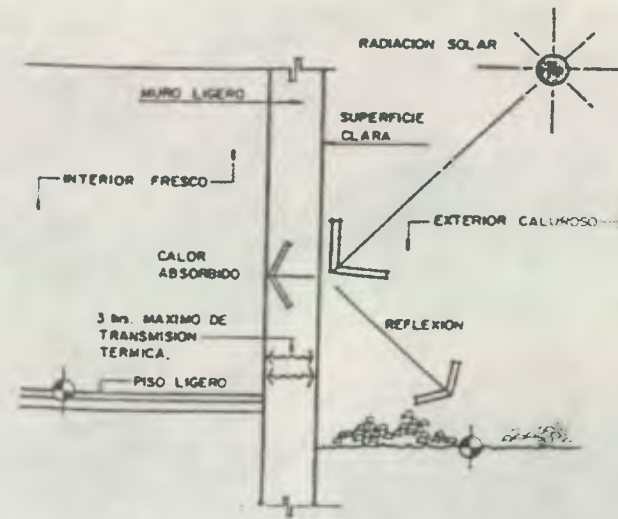 RADIACION SOLAR
MURO LIGERO
SUPERFICIE
CLARA
INTERIOR FRESCO
EXTERIOR CALUROSO
CALOR
ABSORBIDO
3 hrs. MAXIMO DE
TRANSMISION
TERMICA.
REFLEXION
PISO LIGERO